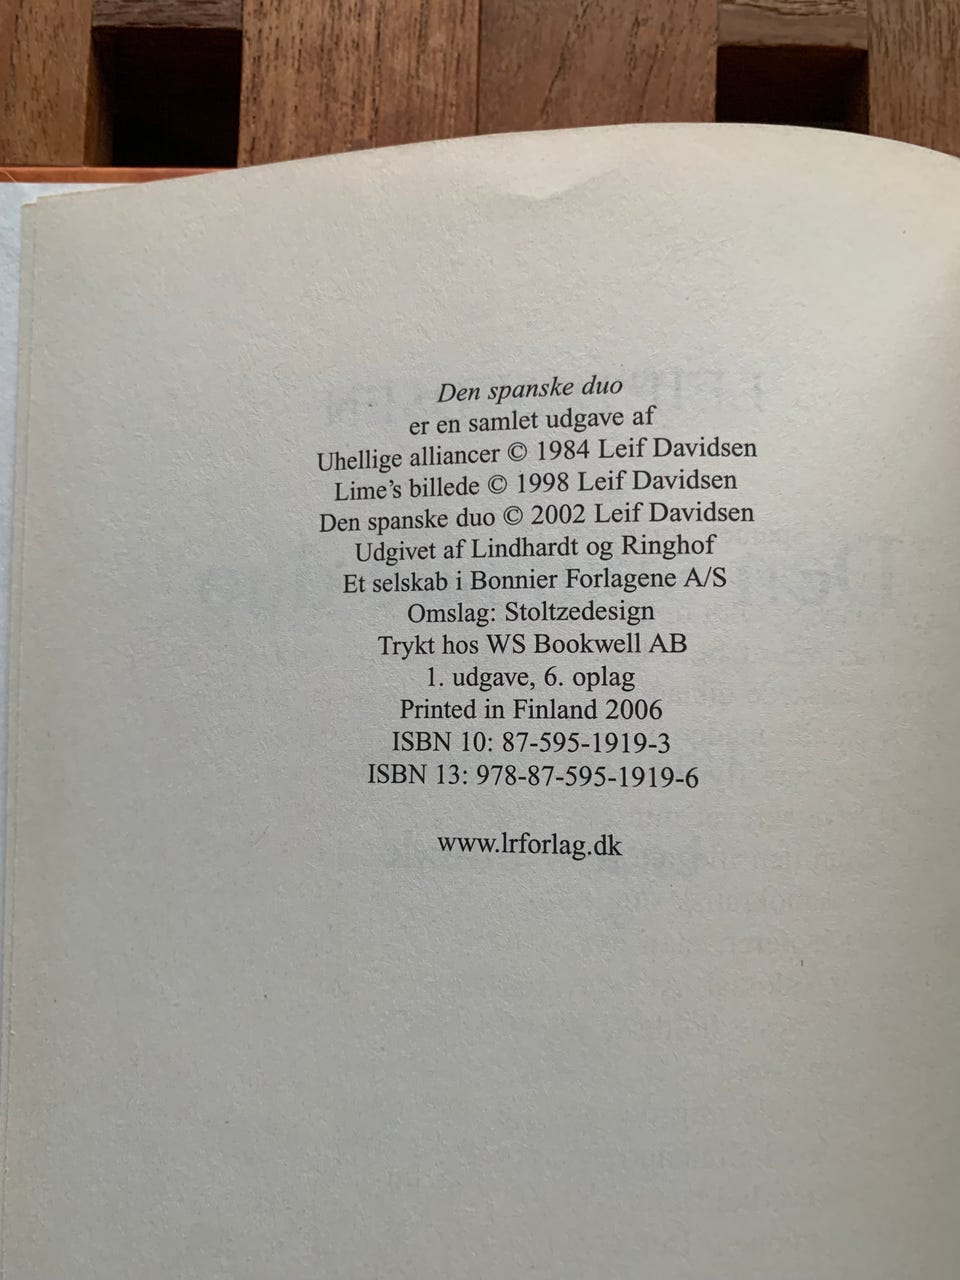 Den spanske duo
er en samlet udgave af
Uhellige alliancer © 1984 Leif Davidsen
Lime's billede © 1998 Leif Davidsen
Den spanske duo © 2002 Leif Davidsen
Udgivet af Lindhardt og Ringhof
Et selskab i Bonnier Forlagene A/S
Omslag: Stoltzedesign
Trykt hos WS Bookwell AB
1. udgave, 6. oplag
Printed in Finland 2006
ISBN 10: 87-595-1919-3
ISBN 13: 978-87-595-1919-6
www.lrforlag.dk